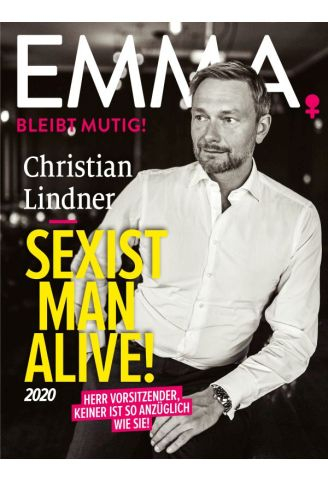 EMMA
BLEIBT MUTIG!
Christian
Lindner
SEXIST
MAN
ALIVE!
2020
HERR VORSITZENDER,
KEINER IST SO ANZÜGLICH
WIE SIE!